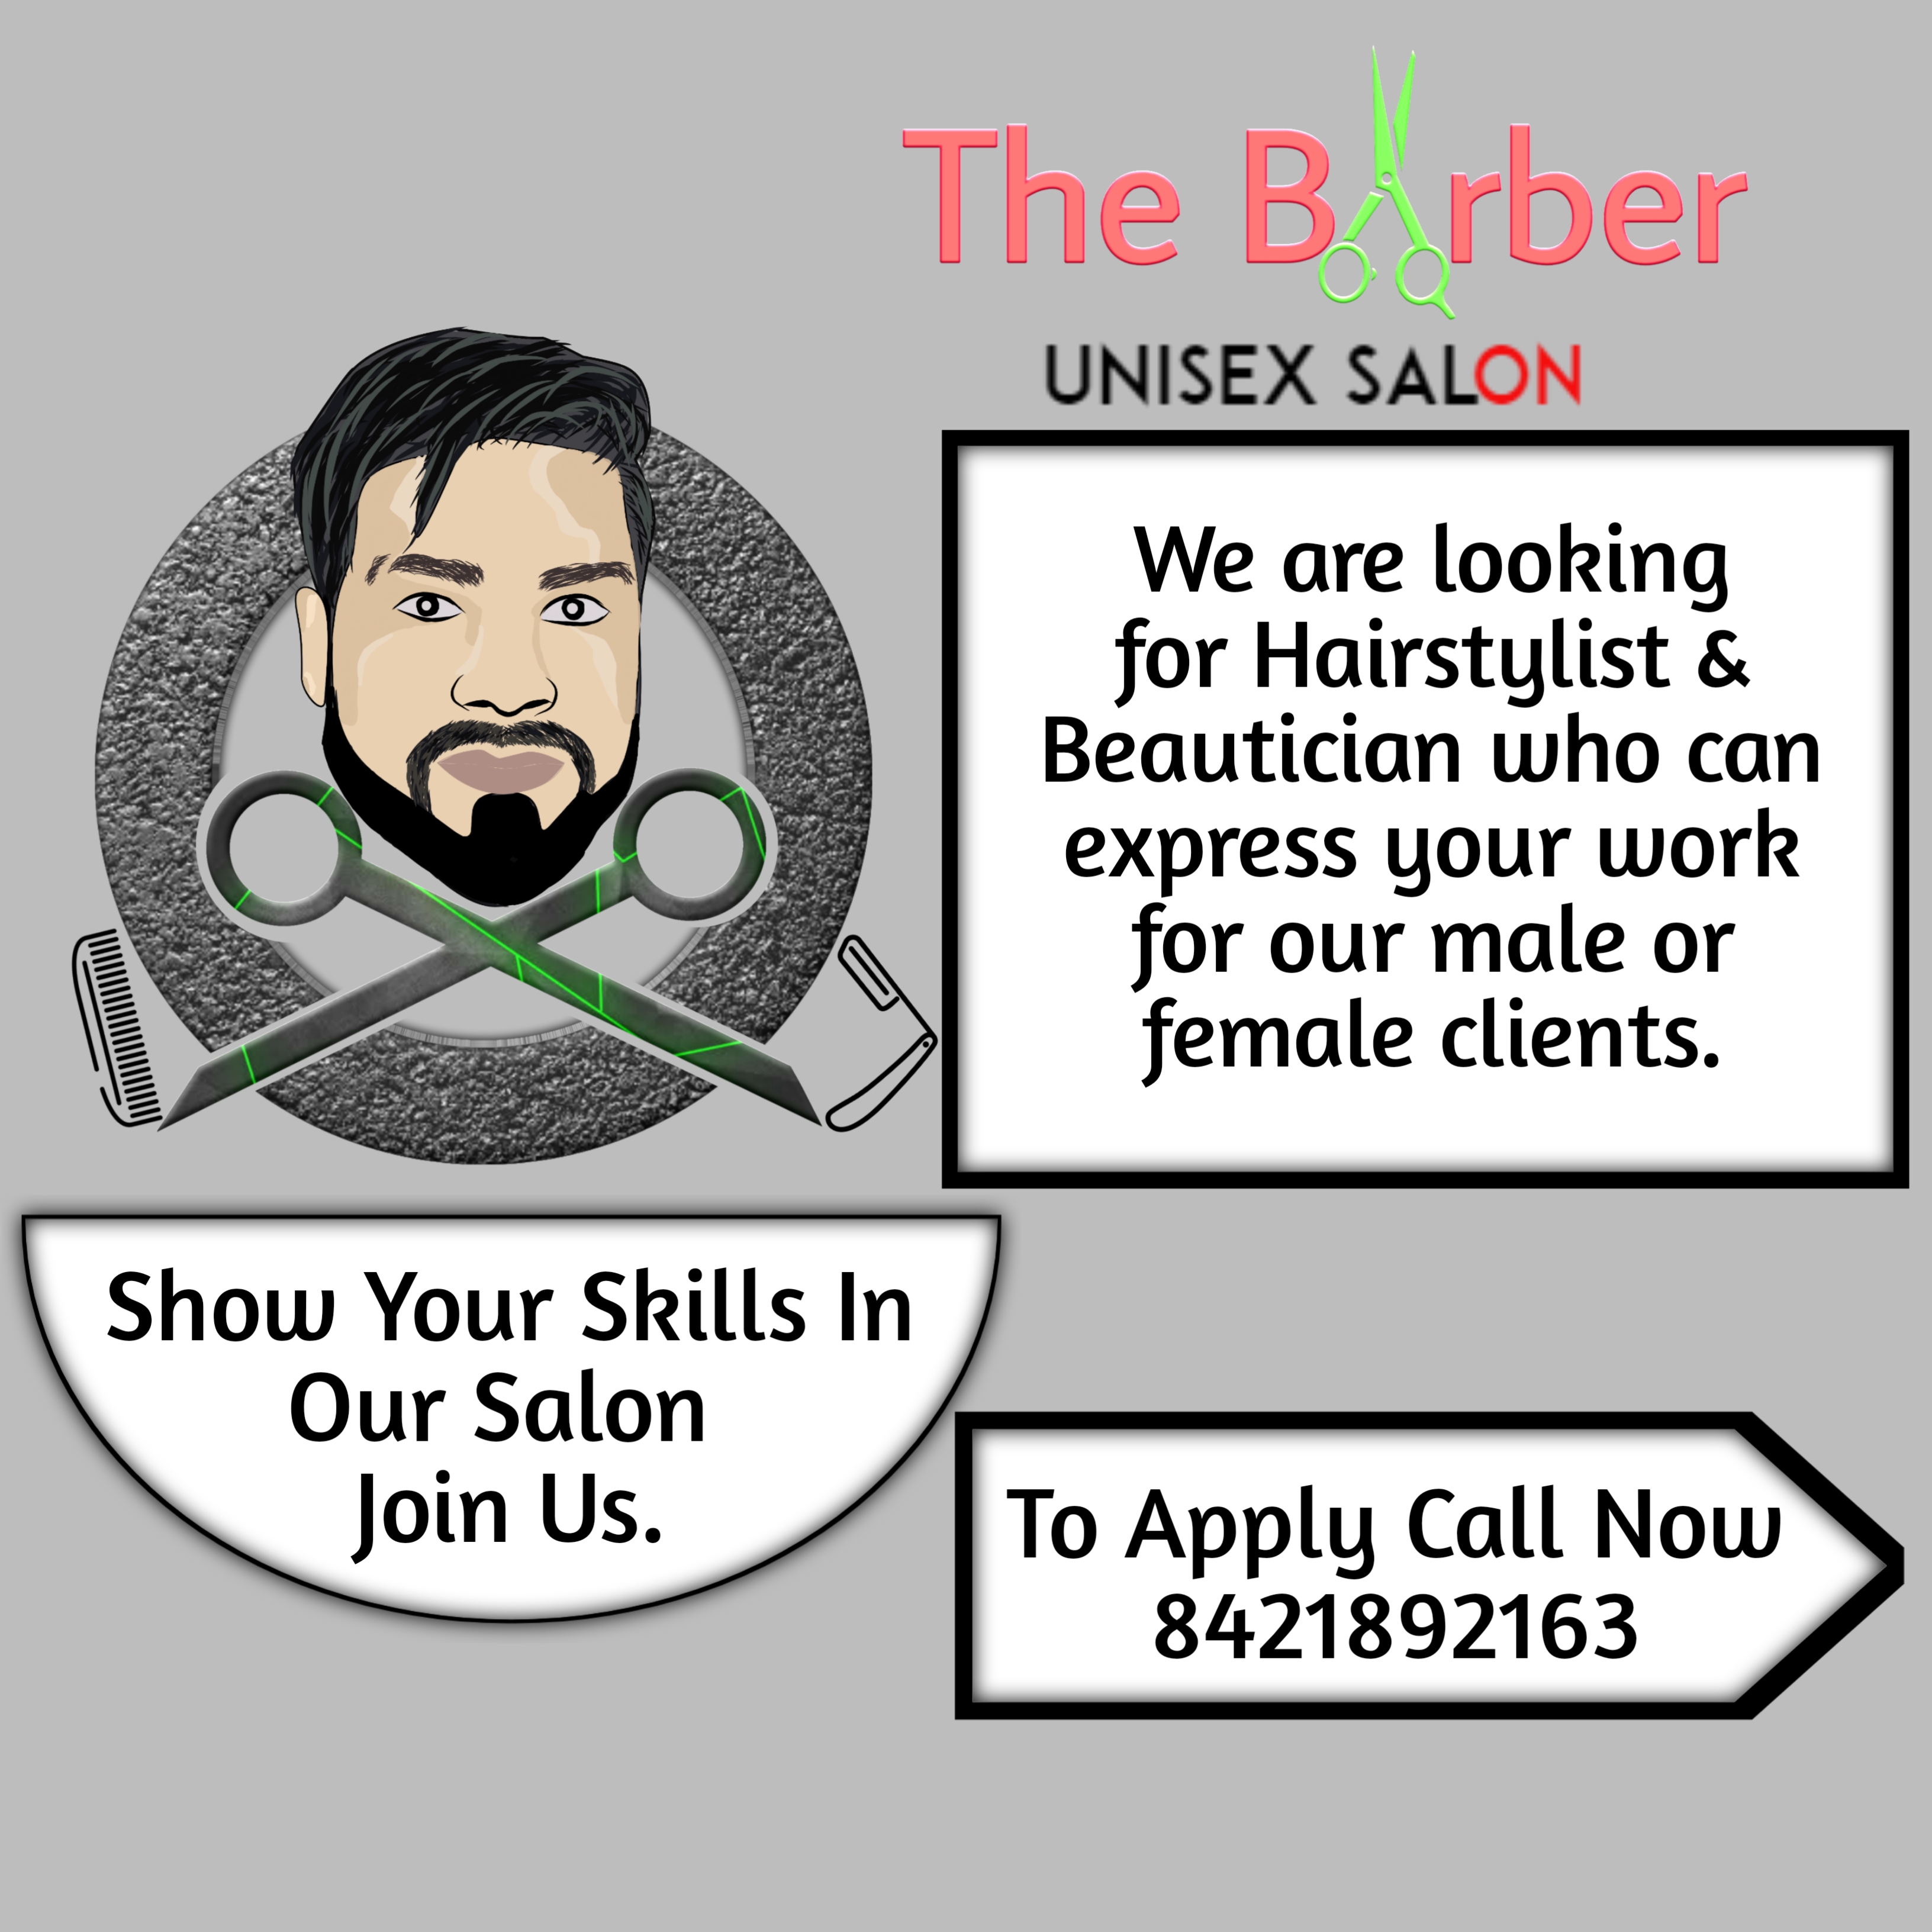 The Barber
UNISEX SALON
We are looking
for Hairstylist &
Beautician who can
express your work
for our male or
female clients.
Show Your Skills In
Our Salon
Join Us.
To Apply Call Now
8421892163